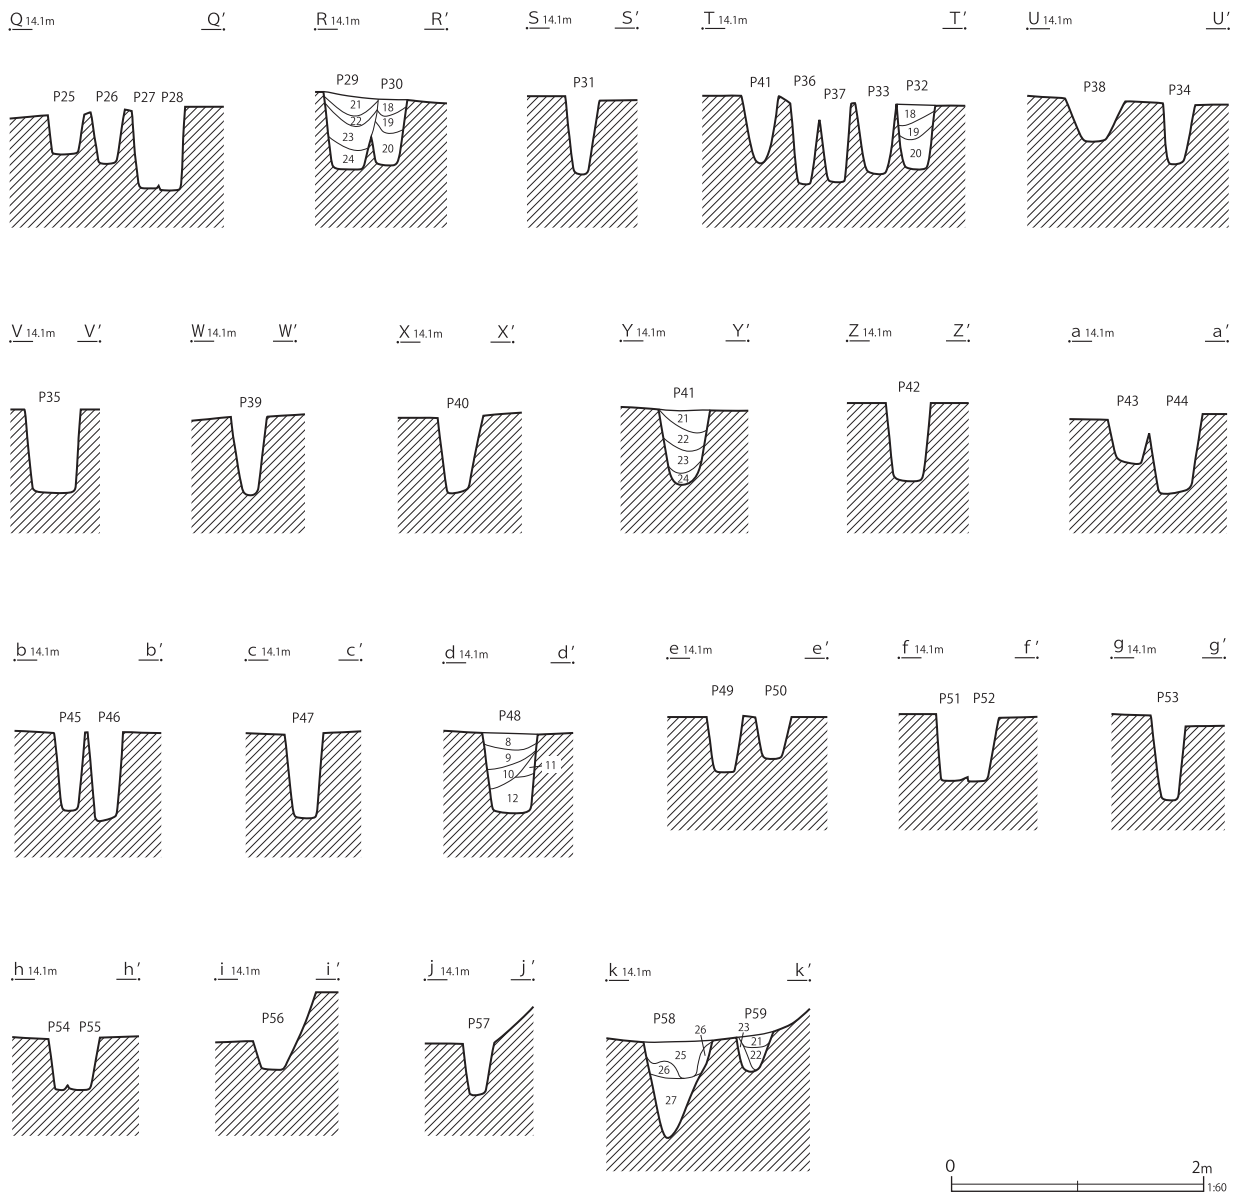 Q 14.1m Q′ R 14.1m R′ S 14.1m S′ T 14.1m T′ U 14.1m U′
P25 P26 P27 P28 P29 P30 P31 P41 P36 P37 P33 P32 P38 P34
21 18
22 19
23 20
24
18
19
20
V 14.1m V′ W 14.1m W′ X 14.1m X′ Y 14.1m Y′ Z 14.1m Z′ a 14.1m a′
P35 P39 P40 P41 P42 P43 P44
21
22
23
24
b 14.1m b′ c 14.1m c′ d 14.1m d′ e 14.1m e′ f 14.1m f′ g 14.1m g′
P45 P46 P47 P48 P49 P50 P51 P52 P53
8
9
10 11
12
h 14.1m h′ i 14.1m i′ j 14.1m j′ k 14.1m k′
P54 P55 P56 P57 P58 P59
26 23
25 21
26 22
27
0 2m
1:60